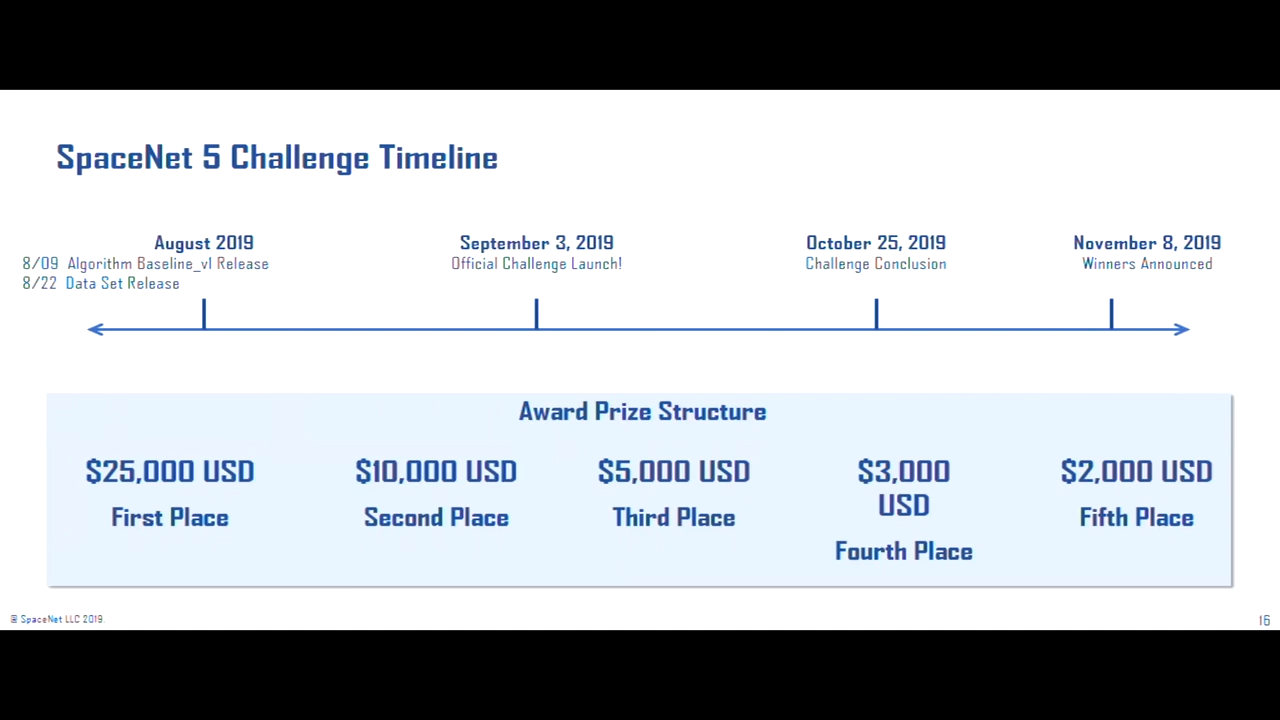 SpaceNet 5 Challenge Timeline
August 2019
8/09 Algorithm Baseline_v1 Release
8/22 Data Set Release
September 3, 2019
Official Challenge Launch!
October 25, 2019
Challenge Conclusion
November 8, 2019
Winners Announced
Award Prize Structure
$25,000 USD
First Place
$10,000 USD
Second Place
$5,000 USD
Third Place
$3,000
USD
Fourth Place
$2,000 USD
Fifth Place
@ SpaceNet LLC 2019.
16